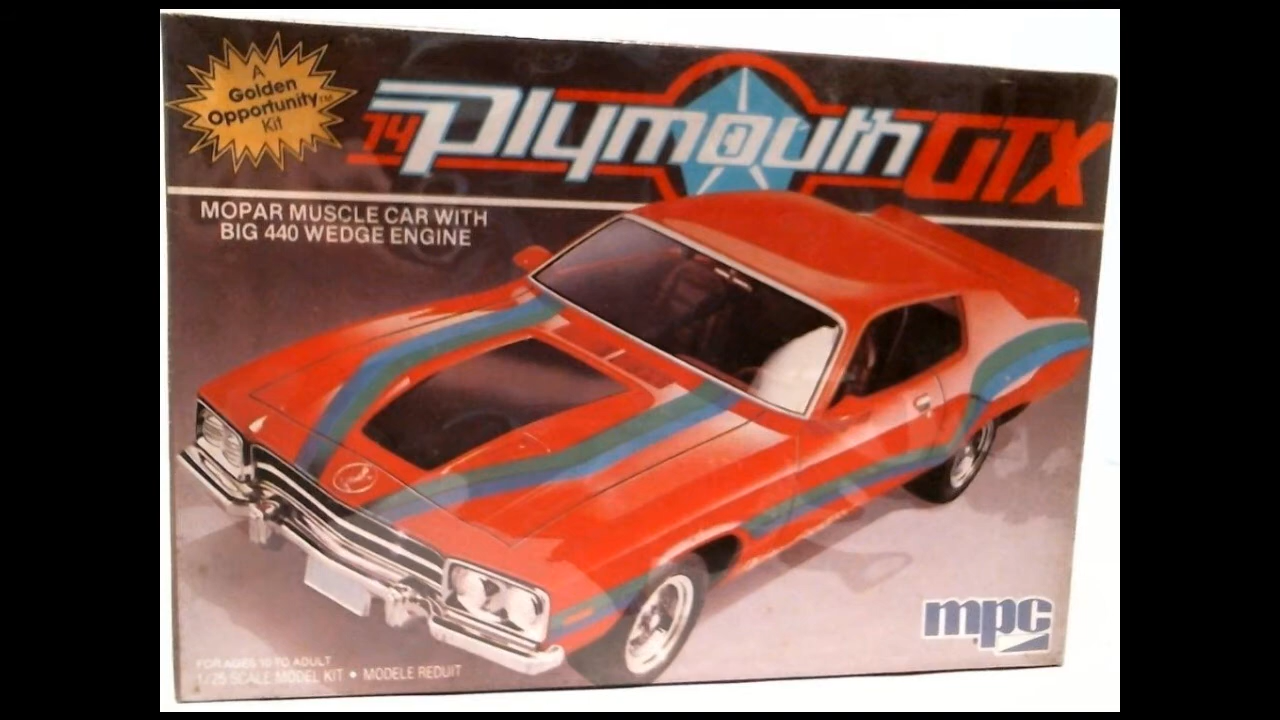 A
Golden
Opportunity™
Kit
'74 Plymouth GTX
MOPAR MUSCLE CAR WITH
BIG 440 WEDGE ENGINE
mpc
FOR AGES 10 TO ADULT
1/25 SCALE MODEL KIT • MODELE REDUIT